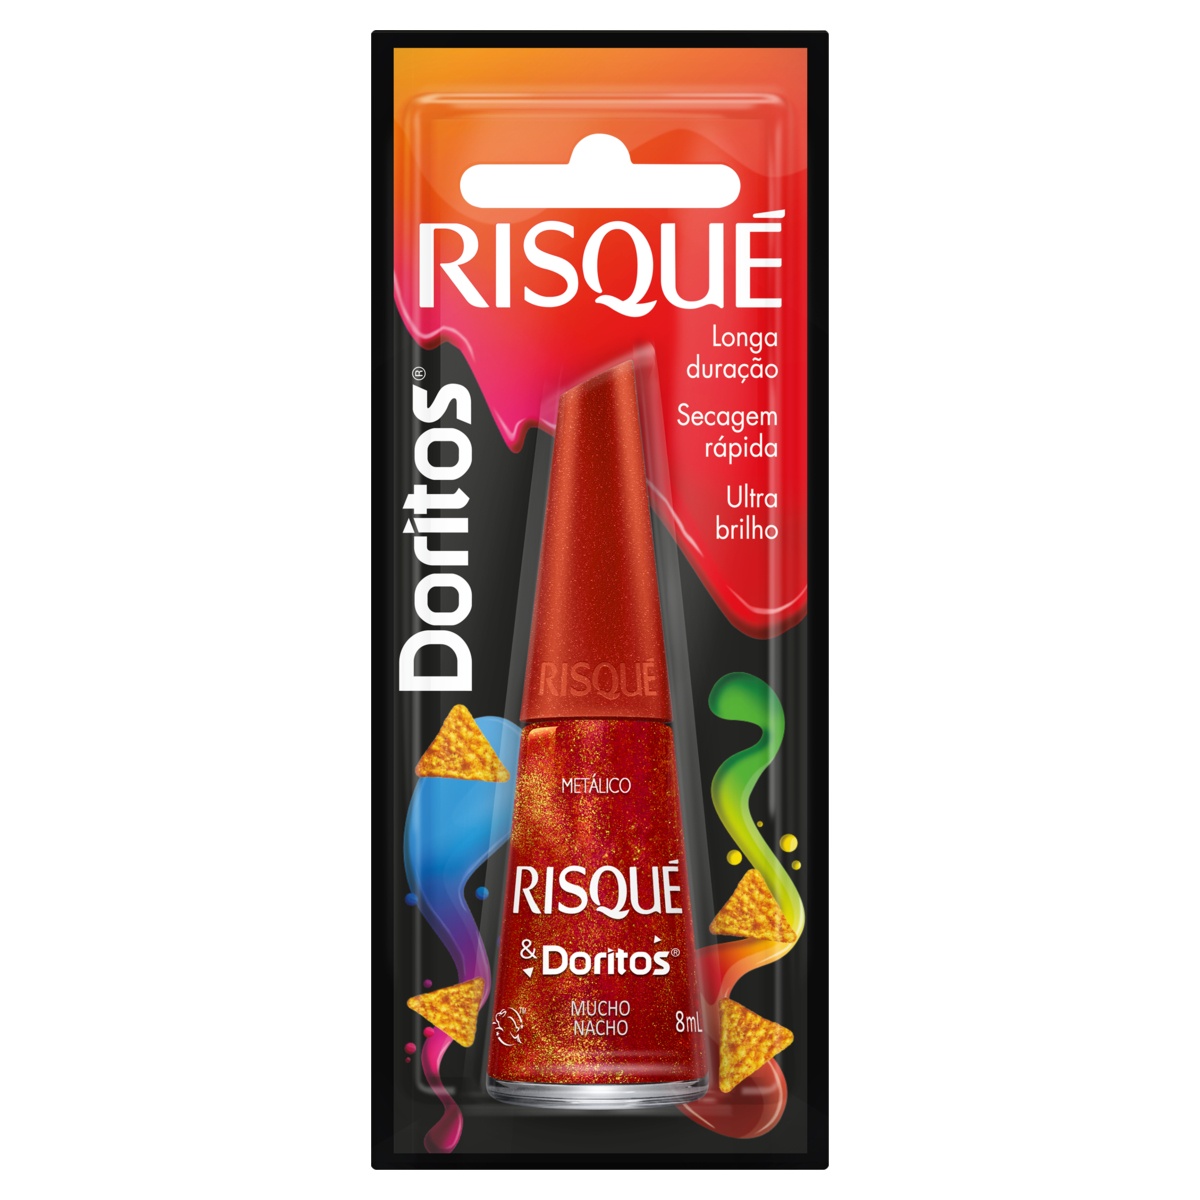 RISQUÉ
Longa
duração
Secagem
rápida
Ultra
brilho
Doritos®
RISQUÉ
METÁLICO
RISQUÉ
& Doritos®
MUCHO
NACHO
8mL